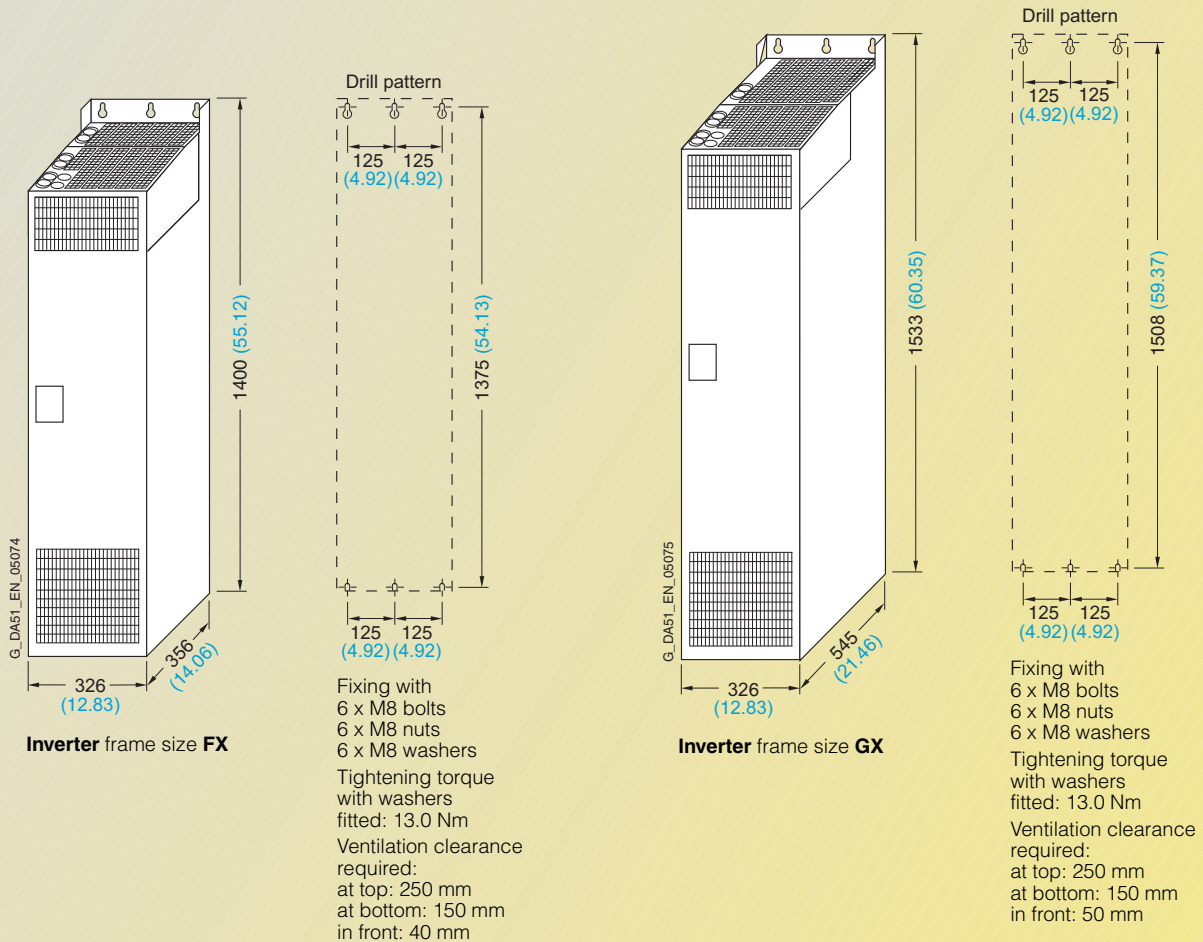 Drill pattern
125 125
(4.92) (4.92)
1400 (55.12)
1375 (54.13)
G_DA51_EN_05074
125 125
(4.92) (4.92)
356
(14.06)
326
(12.83)
Inverter frame size FX
Fixing with
6 x M8 bolts
6 x M8 nuts
6 x M8 washers
Tightening torque
with washers
fitted: 13.0 Nm
Ventilation clearance
required:
at top: 250 mm
at bottom: 150 mm
in front: 40 mm
Drill pattern
125 125
(4.92) (4.92)
1533 (60.35)
1508 (59.37)
G_DA51_EN_05075
125 125
(4.92) (4.92)
545
(21.46)
326
(12.83)
Inverter frame size GX
Fixing with
6 x M8 bolts
6 x M8 nuts
6 x M8 washers
Tightening torque
with washers
fitted: 13.0 Nm
Ventilation clearance
required:
at top: 250 mm
at bottom: 150 mm
in front: 50 mm